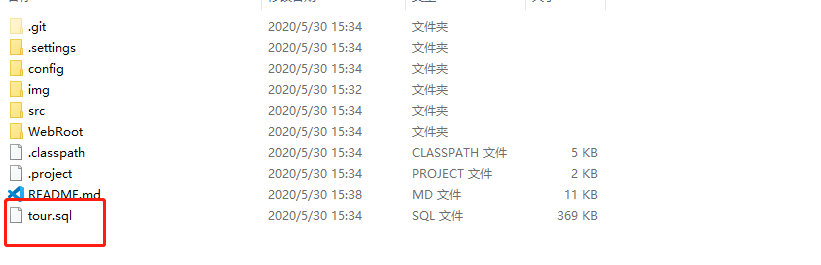 .git 2020/5/30 15:34 文件夹
.settings 2020/5/30 15:34 文件夹
config 2020/5/30 15:34 文件夹
img 2020/5/30 15:32 文件夹
src 2020/5/30 15:34 文件夹
WebRoot 2020/5/30 15:34 文件夹
.classpath 2020/5/30 15:34 CLASSPATH 文件 5 KB
.project 2020/5/30 15:34 PROJECT 文件 2 KB
README.md 2020/5/30 15:38 MD 文件 11 KB
tour.sql 2020/5/30 15:34 SQL 文件 369 KB